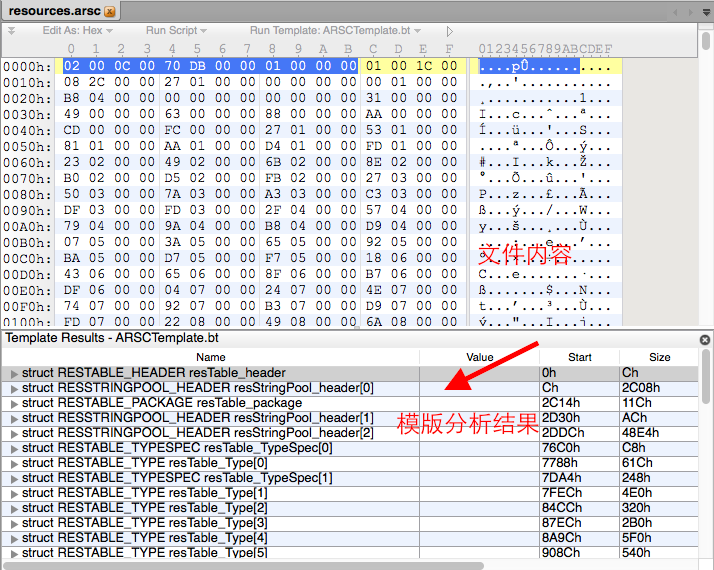 resources.arsc
Edit As: Hex Run Script Run Template: ARSCTemplate.bt
0 1 2 3 4 5 6 7 8 9 A B C D E F 0123456789ABCDEF
0000h: 02 00 0C 00 70 DB 00 00 01 00 00 00 01 00 1C 00 ....pÛ..........
0010h: 08 2C 00 00 27 01 00 00 00 00 00 00 00 01 00 00 .,..'...........
0020h: B8 04 00 00 00 00 00 00 00 00 00 00 31 00 00 00 ¸...........1...
0030h: 49 00 00 00 63 00 00 00 88 00 00 00 AA 00 00 00 I...c...ˆ...ª...
0040h: CD 00 00 00 FC 00 00 00 27 01 00 00 53 01 00 00 Í...ü...'...S...
0050h: 81 01 00 00 AA 01 00 00 D4 01 00 00 FD 01 00 00 ....ª...Ô...ý...
0060h: 23 02 00 00 49 02 00 00 6B 02 00 00 8E 02 00 00 #...I...k...Ž...
0070h: B0 02 00 00 D5 02 00 00 FB 02 00 00 27 03 00 00 °...Õ...û...'...
0080h: 50 03 00 00 7A 03 00 00 A3 03 00 00 C3 03 00 00 P...z...£...Ã...
0090h: DF 03 00 00 FD 03 00 00 2F 04 00 00 57 04 00 00 ß...ý.../...W...
00A0h: 79 04 00 00 9A 04 00 00 B8 04 00 00 D9 04 00 00 y...š...¸...Ù...
00B0h: 07 05 00 00 3A 05 00 00 65 05 00 00 92 05 00 00 ....:...e...’...
00C0h: BA 05 00 00 D7 05 00 00 F7 05 00 00 18 06 00 00
文件内容
00D0h: 43 06 00 00 65 06 00 00 8F 06 00 00 B7 06 00 00 C...e.......·...
00E0h: DF 06 00 00 04 07 00 00 24 07 00 00 4E 07 00 00 ß.......$...N...
00F0h: 74 07 00 00 92 07 00 00 B3 07 00 00 D9 07 00 00 t...’...³...Ù...
0100h: FD 07 00 00 22 08 00 00 49 08 00 00 6A 08 00 00 ý..."...I...j...
Template Results - ARSCTemplate.bt
Name Value Start Size
struct RESTABLE_HEADER resTable_header 0h Ch
struct RESSTRINGPOOL_HEADER resStringPool_header[0] Ch 2C08h
struct RESTABLE_PACKAGE resTable_package 2C14h 11Ch
struct RESSTRINGPOOL_HEADER resStringPool_header[1] 2D30h ACh
模版分析结果
struct RESSTRINGPOOL_HEADER resStringPool_header[2] 2DDCh 48E4h
struct RESTABLE_TYPESPEC resTable_TypeSpec[0] 76C0h C8h
struct RESTABLE_TYPE resTable_Type[0] 7788h 61Ch
struct RESTABLE_TYPESPEC resTable_TypeSpec[1] 7DA4h 248h
struct RESTABLE_TYPE resTable_Type[1] 7FECh 4E0h
struct RESTABLE_TYPE resTable_Type[2] 84CCh 320h
struct RESTABLE_TYPE resTable_Type[3] 87ECh 2B0h
struct RESTABLE_TYPE resTable_Type[4] 8A9Ch 5F0h
struct RESTABLE_TYPE resTable_Type[5] 908Ch 540h